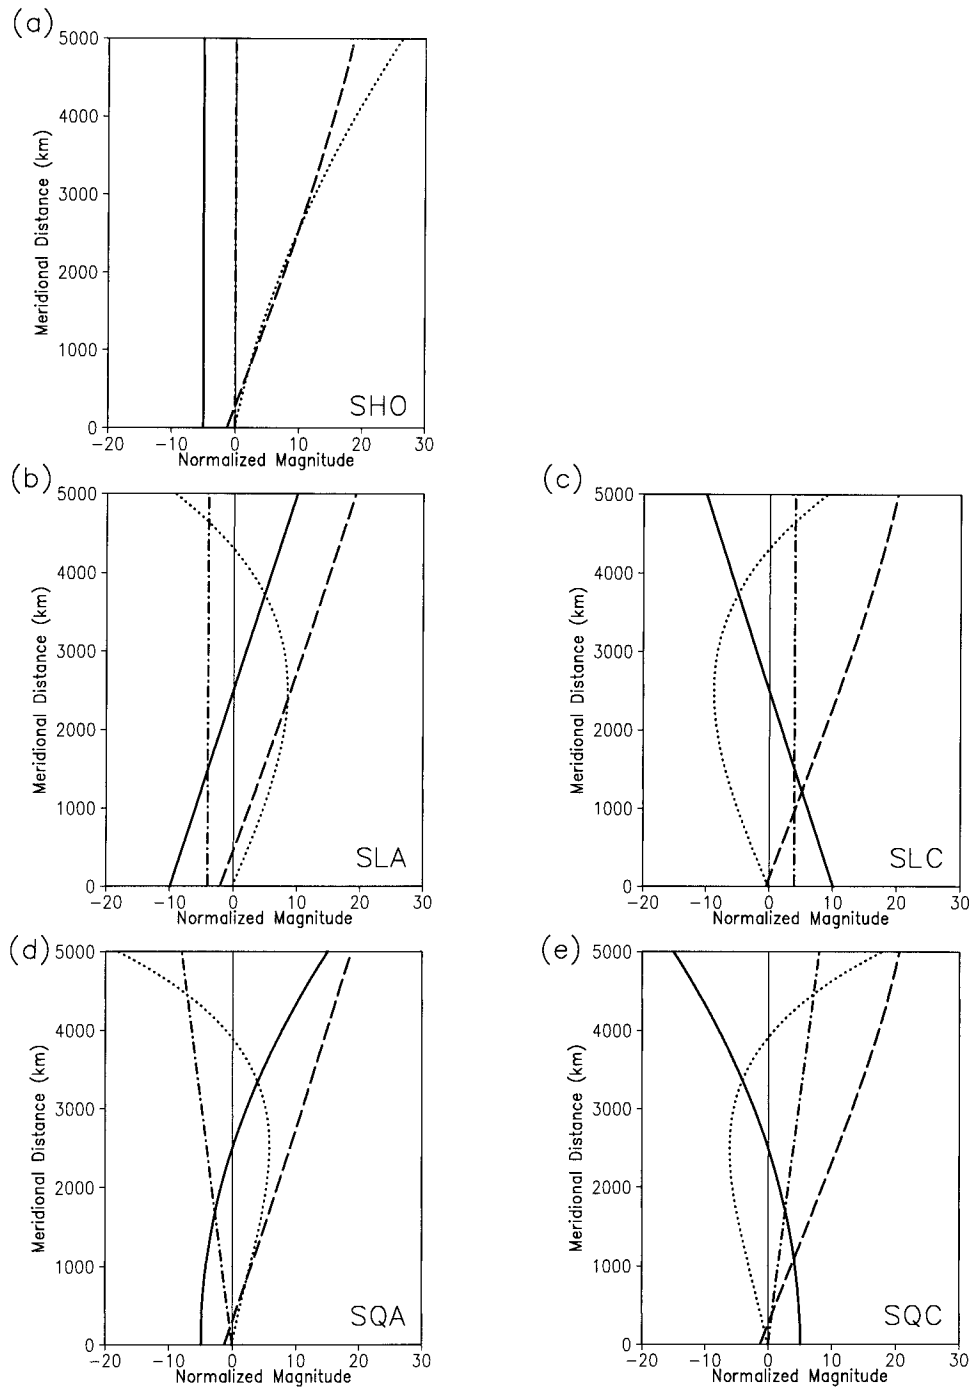 (a)
5000
4000
3000
2000
1000
0
Meridional Distance (km)
SHO
-20 -10 0 10 20 30
Normalized Magnitude
(b)
5000
4000
3000
2000
1000
0
Meridional Distance (km)
SLA
-20 -10 0 10 20 30
Normalized Magnitude
(c)
5000
4000
3000
2000
1000
0
Meridional Distance (km)
SLC
-20 -10 0 10 20 30
Normalized Magnitude
(d)
5000
4000
3000
2000
1000
0
Meridional Distance (km)
SQA
-20 -10 0 10 20 30
Normalized Magnitude
(e)
5000
4000
3000
2000
1000
0
Meridional Distance (km)
SQC
-20 -10 0 10 20 30
Normalized Magnitude